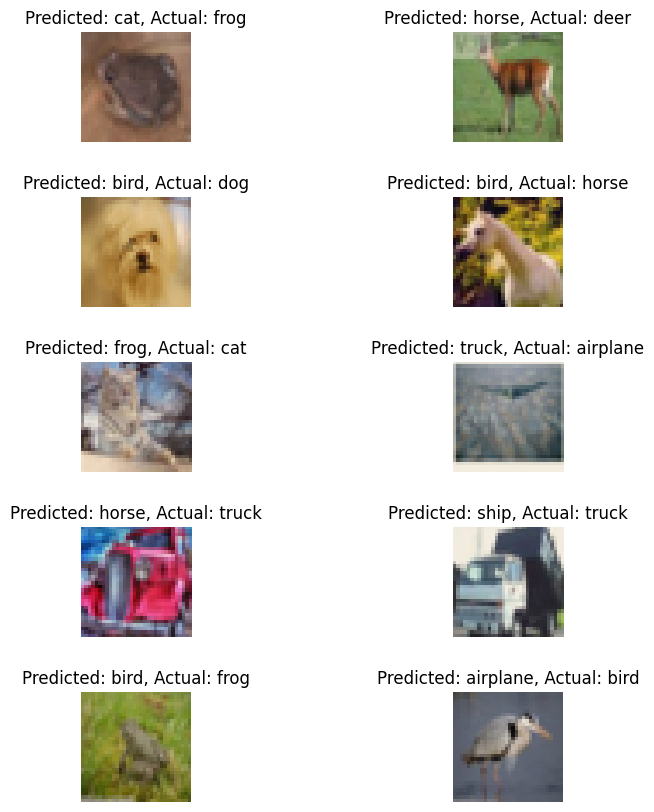 Predicted: cat, Actual: frog
Predicted: horse, Actual: deer
Predicted: bird, Actual: dog
Predicted: bird, Actual: horse
Predicted: frog, Actual: cat
Predicted: truck, Actual: airplane
Predicted: horse, Actual: truck
Predicted: ship, Actual: truck
Predicted: bird, Actual: frog
Predicted: airplane, Actual: bird